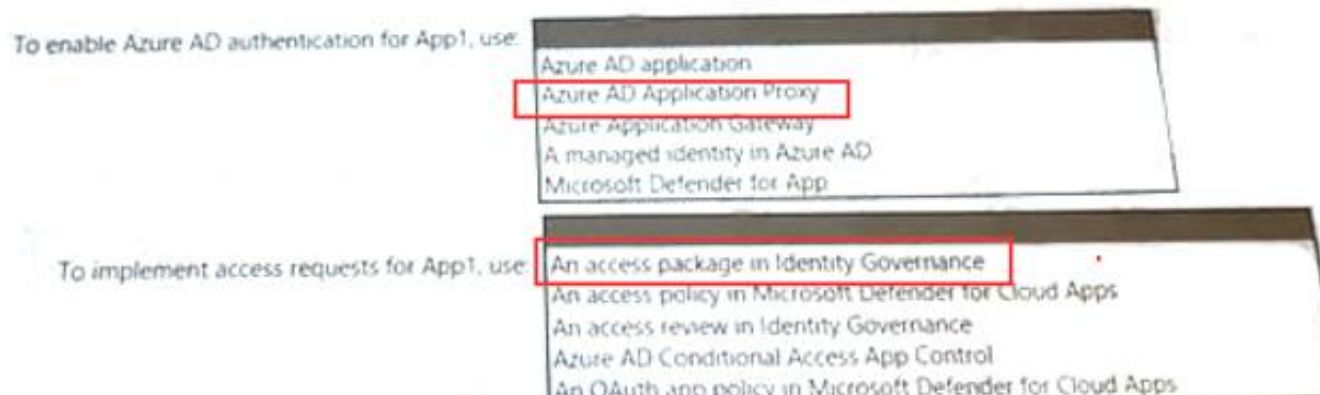 To enable Azure AD authentication for App1, use:
Azure AD application
Azure AD Application Proxy
Azure Application Gateway
A managed identity in Azure AD
Microsoft Defender for App
To implement access requests for App1, use:
An access package in Identity Governance
An access policy in Microsoft Defender for Cloud Apps
An access review in Identity Governance
Azure AD Conditional Access App Control
An OAuth app policy in Microsoft Defender for Cloud Apps